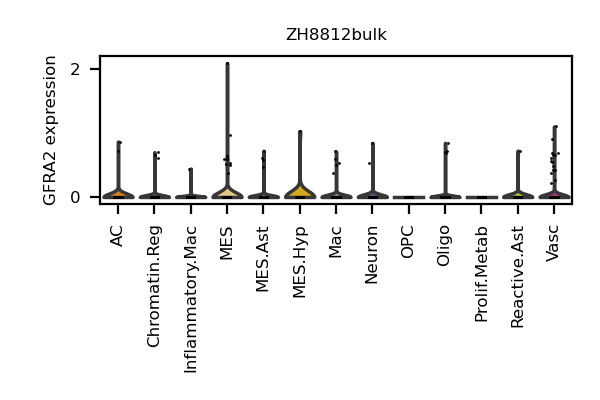 ZH8812bulk
GFRA2 expression
2
0
AC
Chromatin.Reg
Inflammatory.Mac
MES
MES.Ast
MES.Hyp
Mac
Neuron
OPC
Oligo
Prolif.Metab
Reactive.Ast
Vasc